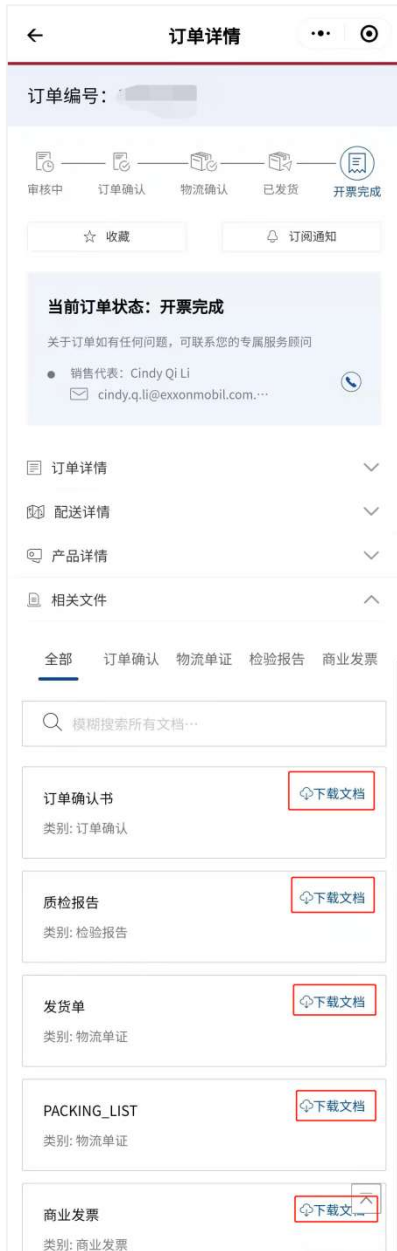 订单详情
订单编号：
审核中 订单确认 物流确认 已发货 开票完成
收藏 订阅通知
当前订单状态：开票完成
关于订单如有任何问题，可联系您的专属服务顾问
销售代表：Cindy Qi Li
cindy.q.li@exxonmobil.com.···
订单详情
配送详情
产品详情
相关文件
全部 订单确认 物流单证 检验报告 商业发票
模糊搜索所有文档···
订单确认书 下载文档
类别: 订单确认
质检报告 下载文档
类别: 检验报告
发货单 下载文档
类别: 物流单证
PACKING_LIST 下载文档
类别: 物流单证
商业发票 下载文
类别: 商业发票